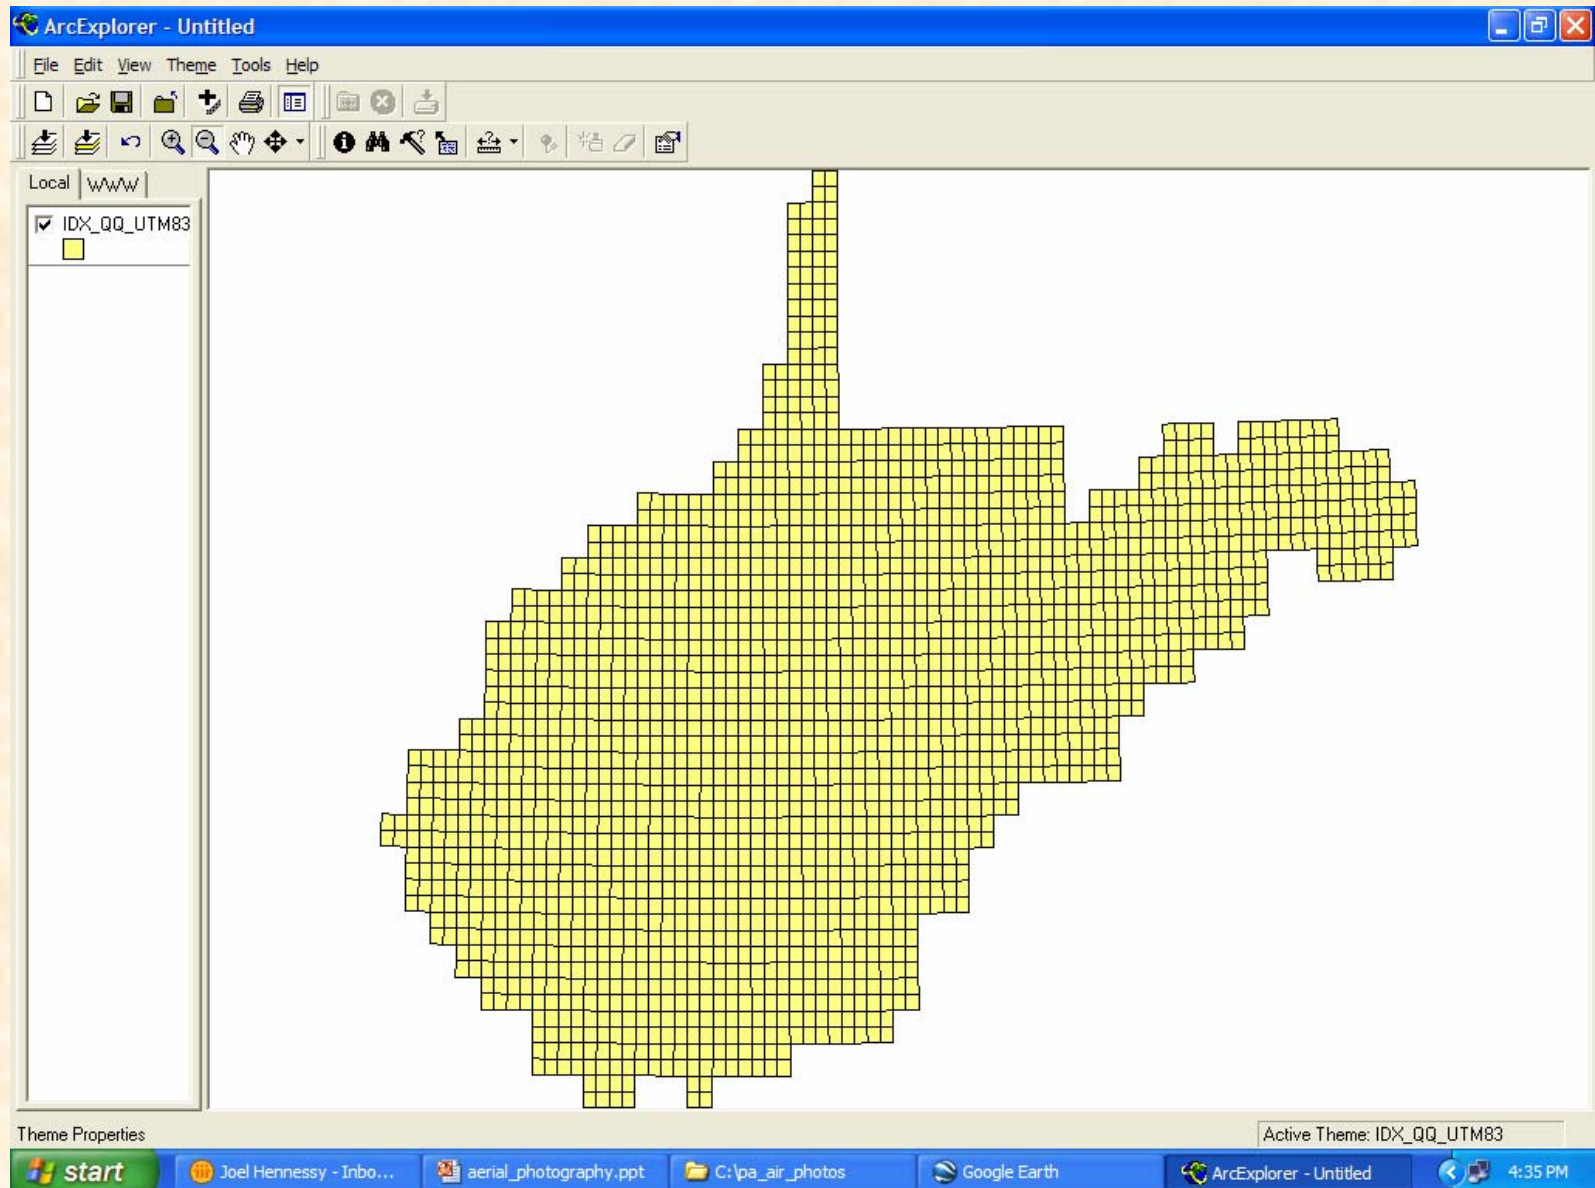 ArcExplorer - Untitled
File Edit View Theme Tools Help
Local WWW
IDX_QQ_UTM83
Theme Properties
Active Theme: IDX_QQ_UTM83
start
Joel Hennessy - Inbo...
aerial_photography.ppt
C:\pa_air_photos
Google Earth
ArcExplorer - Untitled
4:35 PM